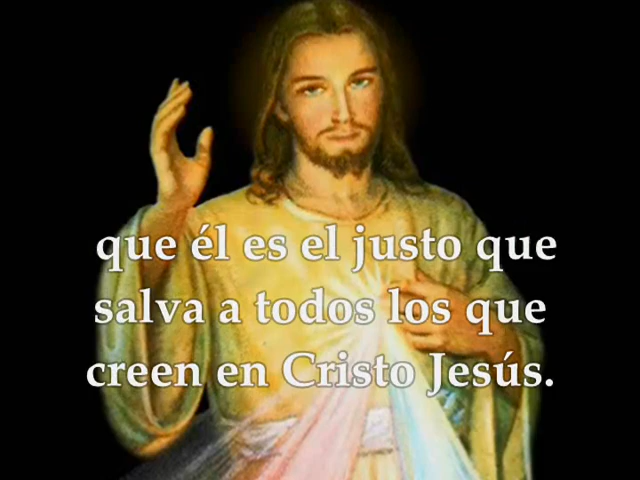 que él es el justo que
salva a todos los que
creen en Cristo Jesús.